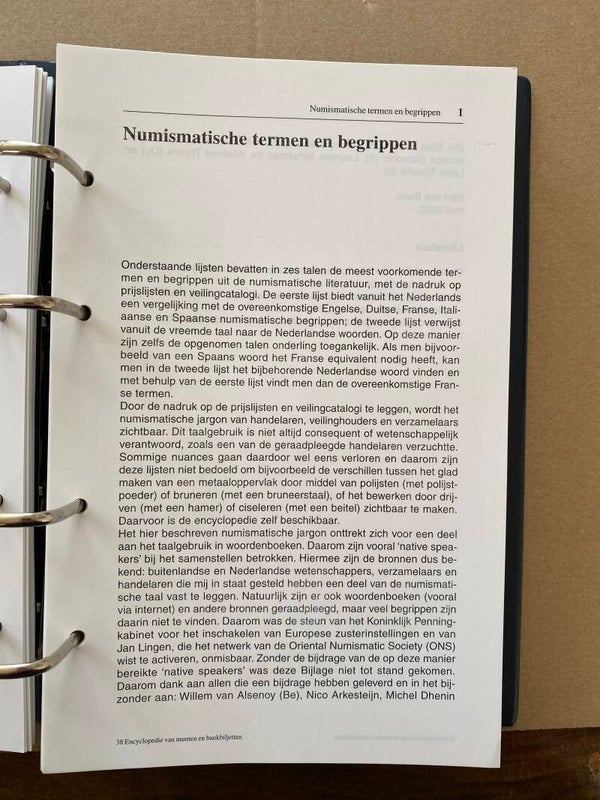 Numismatische termen en begrippen 1
Numismatische termen en begrippen
Onderstaande lijsten bevatten in zes talen de meest voorkomende ter-
men en begrippen uit de numismatische literatuur, met de nadruk op
prijslijsten en veilingcatalogi. De eerste lijst biedt vanuit het Nederlands
een vergelijking met de overeenkomstige Engelse, Duitse, Franse, Itali-
aanse en Spaanse numismatische begrippen; de tweede lijst verwijst
vanuit de vreemde taal naar de Nederlandse woorden. Op deze manier
zijn zelfs de opgenomen talen onderling toegankelijk. Als men bijvoor-
beeld van een Spaans woord het Franse equivalent nodig heeft, kan
men in de tweede lijst het bijbehorende Nederlandse woord vinden en
met behulp van de eerste lijst vindt men dan de overeenkomstige Fran-
se termen.
Door de nadruk op de prijslijsten en veilingcatalogi te leggen, wordt het
numismatische jargon van handelaren, veilinghouders en verzamelaars
zichtbaar. Dit taalgebruik is niet altijd consequent of wetenschappelijk
verantwoord, zoals een van de geraadpleegde handelaren verzuchtte.
Sommige nuances gaan daardoor wel eens verloren en daarom zijn
deze lijsten niet bedoeld om bijvoorbeeld de verschillen tussen het glad
maken van een metaaloppervlak door middel van polijsten (met polijst-
poeder) of bruneren (met een bruneerstaal), of het bewerken door drij-
ven (met een hamer) of ciseleren (met een beitel) zichtbaar te maken.
Daarvoor is de encyclopedie zelf beschikbaar.
Het hier beschreven numismatische jargon onttrekt zich voor een deel
aan het taalgebruik in woordenboeken. Daarom zijn vooral 'native spea-
kers' bij het samenstellen betrokken. Hiermee zijn de bronnen dus be-
kend: buitenlandse en Nederlandse wetenschappers, verzamelaars en
handelaren die mij in staat gesteld hebben een deel van de numismati-
sche taal vast te leggen. Natuurlijk zijn er ook woordenboeken (vooral
via internet) en andere bronnen geraadpleegd, maar veel begrippen zijn
daarin niet te vinden. Daarom was de steun van het Koninklijk Penning-
kabinet voor het inschakelen van Europese zusterinstellingen en van
Jan Lingen, die het netwerk van de Oriental Numismatic Society (ONS)
wist te activeren, onmisbaar. Zonder de bijdrage van de op deze manier
bereikte 'native speakers' was deze Bijlage niet tot stand gekomen.
Daarom dank aan allen die een bijdrage hebben geleverd en in het bij-
zonder aan: Willem van Alsenoy (Be), Nico Arkesteijn, Michel Dhenin
38 Encyclopedie van munten en bankbiljetten